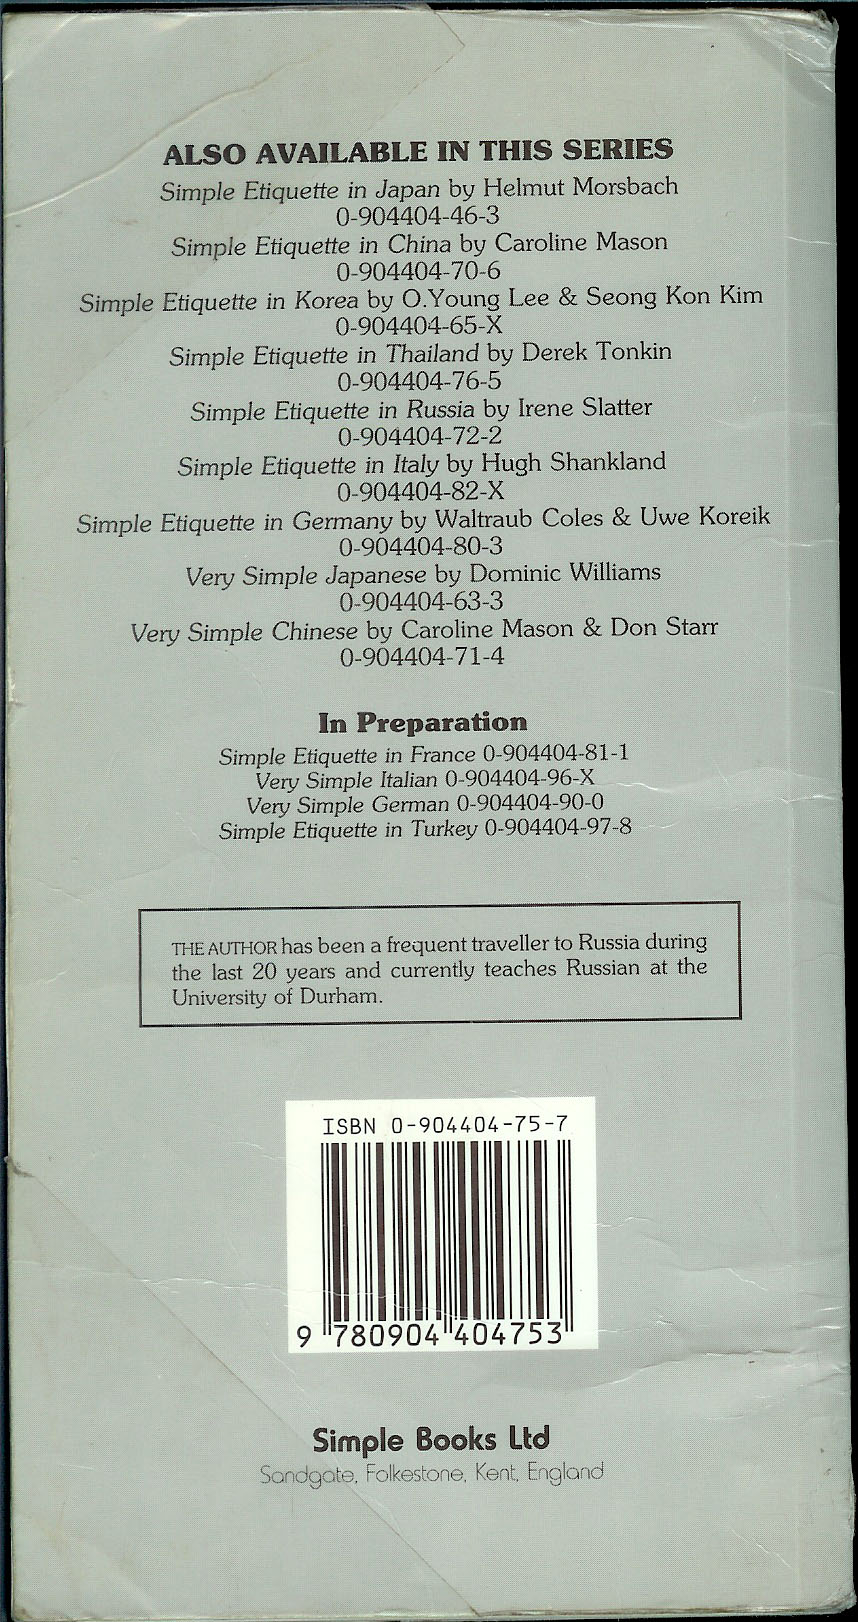 ALSO AVAILABLE IN THIS SERIES
Simple Etiquette in Japan by Helmut Morsbach
0-904404-46-3
Simple Etiquette in China by Caroline Mason
0-904404-70-6
Simple Etiquette in Korea by O.Young Lee & Seong Kon Kim
0-904404-65-X
Simple Etiquette in Thailand by Derek Tonkin
0-904404-76-5
Simple Etiquette in Russia by Irene Slatter
0-904404-72-2
Simple Etiquette in Italy by Hugh Shankland
0-904404-82-X
Simple Etiquette in Germany by Waltraub Coles & Uwe Koreik
0-904404-80-3
Very Simple Japanese by Dominic Williams
0-904404-63-3
Very Simple Chinese by Caroline Mason & Don Starr
0-904404-71-4
In Preparation
Simple Etiquette in France 0-904404-81-1
Very Simple Italian 0-904404-96-X
Very Simple German 0-904404-90-0
Simple Etiquette in Turkey 0-904404-97-8
THE AUTHOR has been a frequent traveller to Russia during
the last 20 years and currently teaches Russian at the
University of Durham.
ISBN 0-904404-75-7
9 780904 404753
Simple Books Ltd
Sandgate, Folkestone, Kent, England